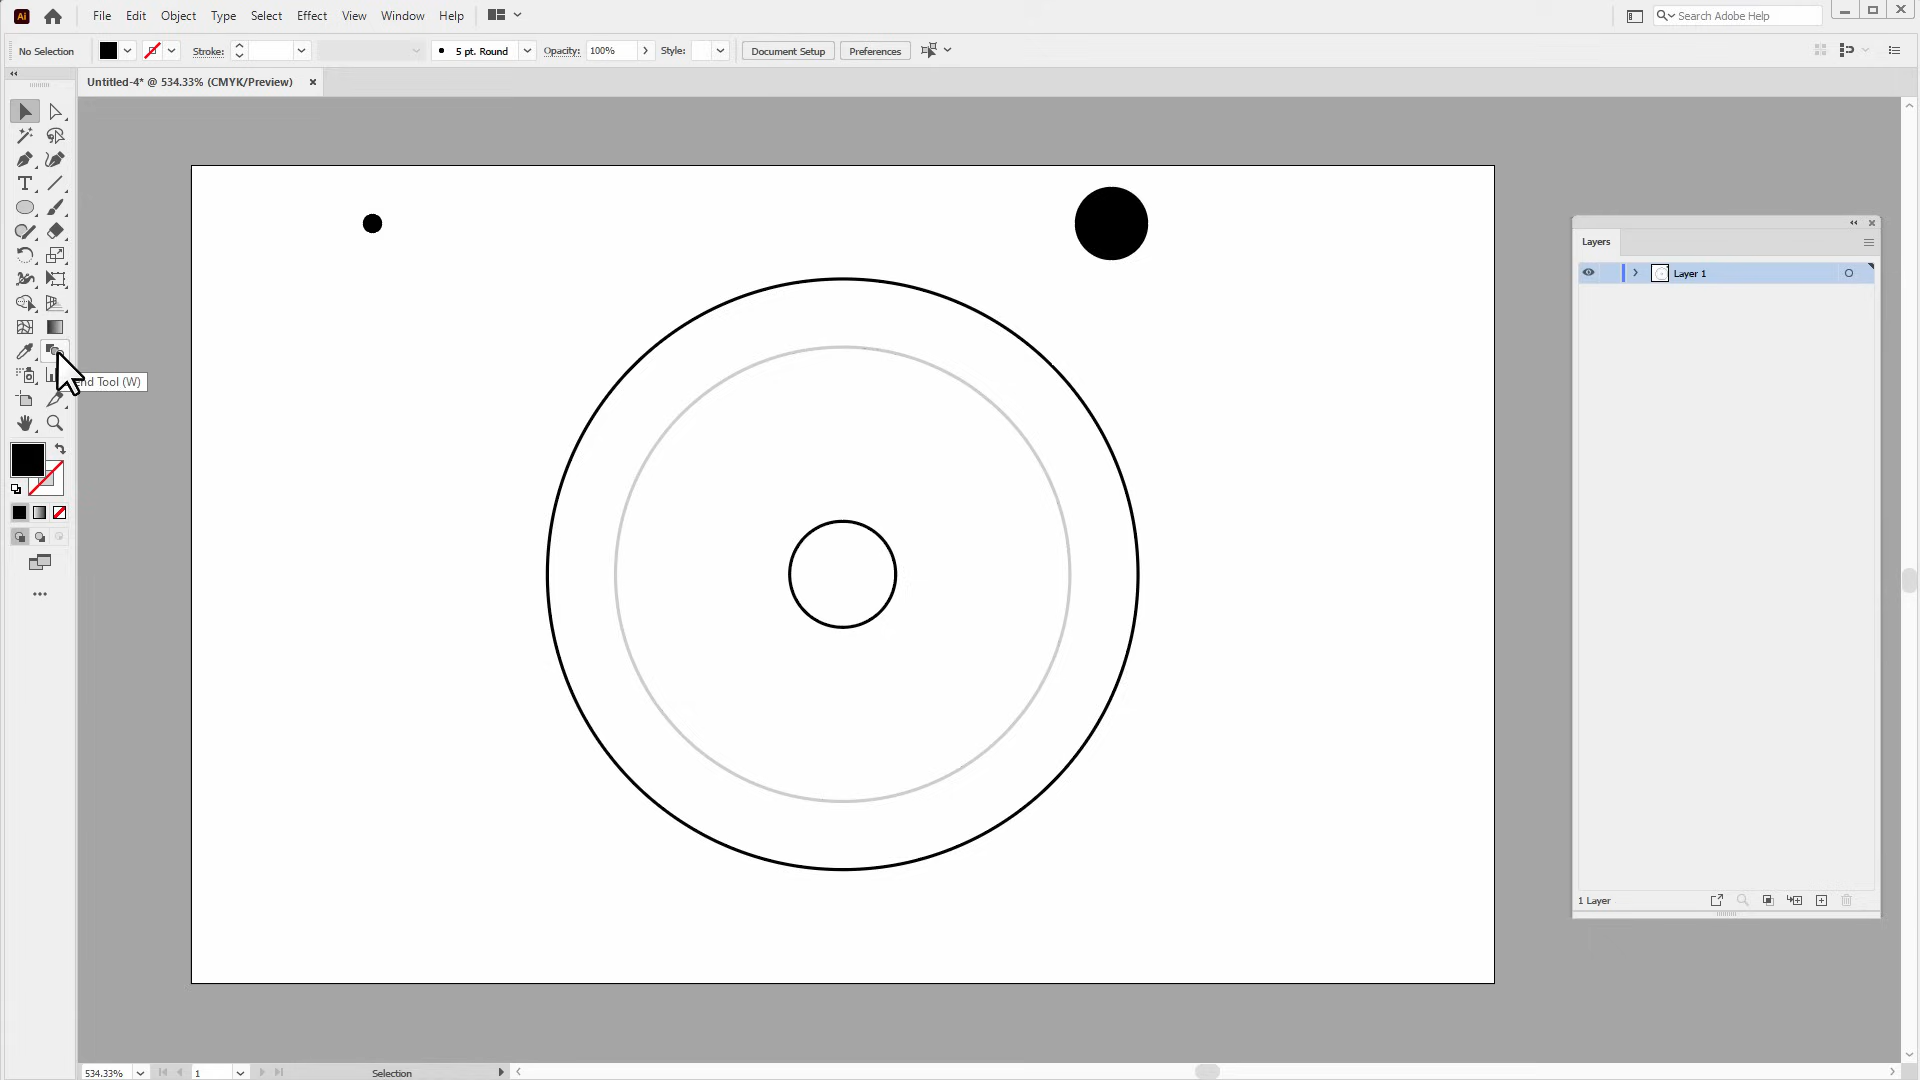 Ai File Edit Object Type Select Effect View Window Help Search Adobe Help
No Selection Stroke: 5 pt. Round Opacity: 100% Style: Document Setup Preferences
Untitled-4* @ 534.33% (CMYK/Preview)
Layers
Layer 1
Tool (W)
1 Layer
534.33% 1 Selection